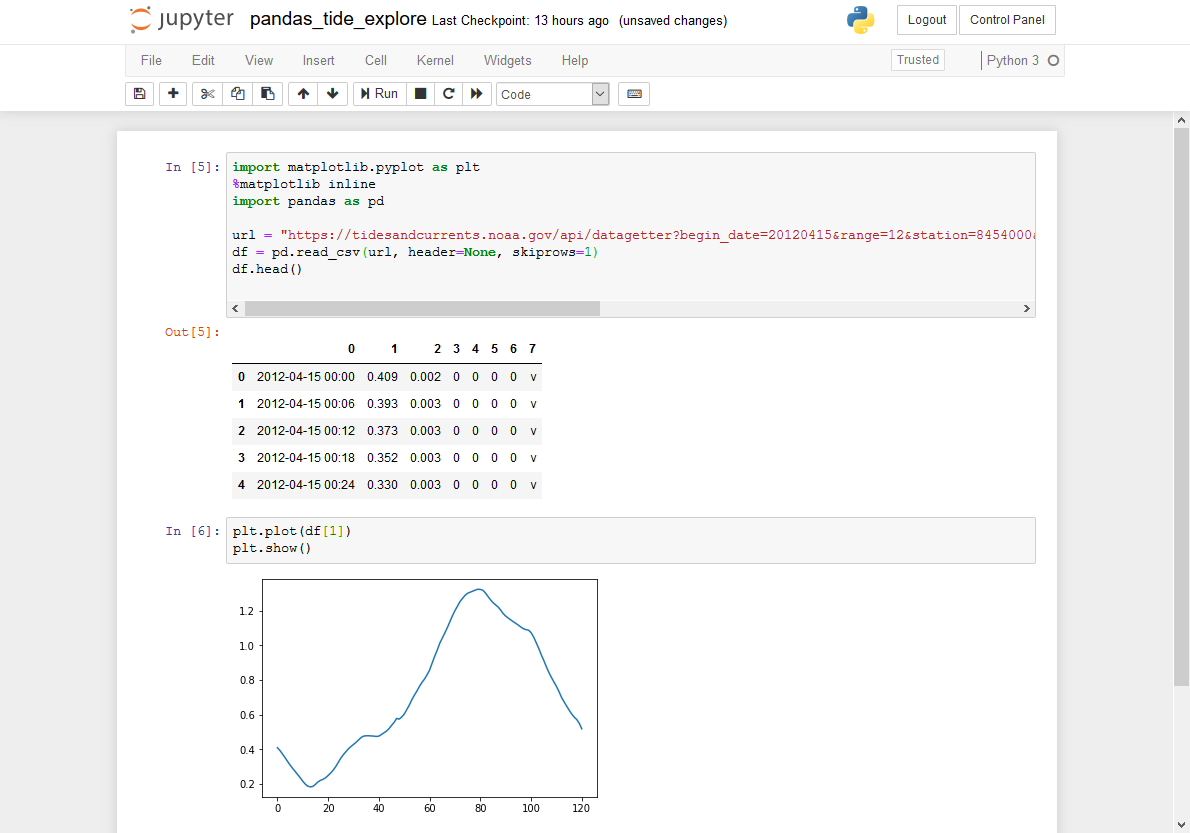 jupyter pandas_tide_explore Last Checkpoint: 13 hours ago (unsaved changes) Logout Control Panel
File Edit View Insert Cell Kernel Widgets Help Trusted Python 3
Run Code
In [5]: import matplotlib.pyplot as plt
%matplotlib inline
import pandas as pd
url = "https://tidesandcurrents.noaa.gov/api/datagetter?begin_date=20120415&range=12&station=8454000&
df = pd.read_csv(url, header=None, skiprows=1)
df.head()
Out[5]:
0 1 2 3 4 5 6 7
0 2012-04-15 00:00 0.409 0.002 0 0 0 0 v
1 2012-04-15 00:06 0.393 0.003 0 0 0 0 v
2 2012-04-15 00:12 0.373 0.003 0 0 0 0 v
3 2012-04-15 00:18 0.352 0.003 0 0 0 0 v
4 2012-04-15 00:24 0.330 0.003 0 0 0 0 v
In [6]: plt.plot(df[1])
plt.show()
1.2
1.0
0.8
0.6
0.4
0.2
0 20 40 60 80 100 120